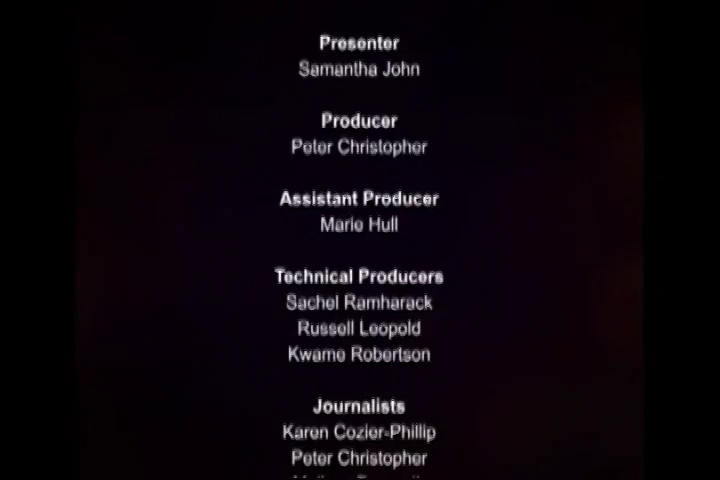 Presenter
Samantha John
Producer
Peter Christopher
Assistant Producer
Marie Hull
Technical Producers
Sachel Ramharack
Russell Leopold
Kwame Robertson
Journalists
Karen Cozier-Phillip
Peter Christopher